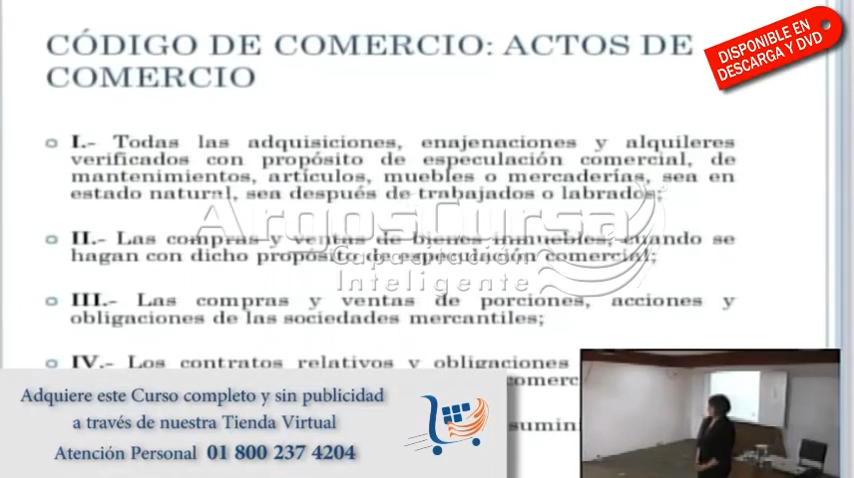 CÓDIGO DE COMERCIO: ACTOS DE
COMERCIO
DISPONIBLE EN
DESCARGA Y DVD
I.- Todas las adquisiciones, enajenaciones y alquileres
verificados con propósito de especulación comercial, de
mantenimientos, artículos, muebles o mercaderías, sea en
estado natural, sea después de trabajados o labrados;
ArgosCursa
Capacitación
Inteligente
II.- Las compras y ventas de bienes inmuebles, cuando se
hagan con dicho propósito de especulación comercial;
III.- Las compras y ventas de porciones, acciones y
obligaciones de las sociedades mercantiles;
IV.- Los contratos relativos y obligaciones
Adquiere este Curso completo y sin publicidad
a través de nuestra Tienda Virtual
Atención Personal 01 800 237 4204